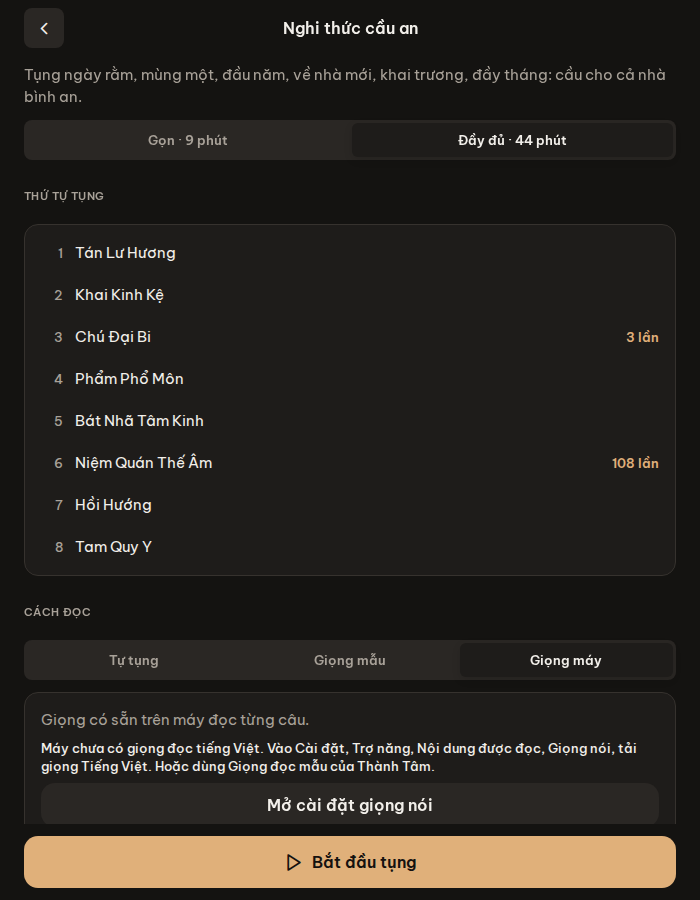 Nghi thức cầu an
Tụng ngày rằm, mùng một, đầu năm, về nhà mới, khai trương, đầy tháng: cầu cho cả nhà
bình an.
Gọn · 9 phút
Đầy đủ · 44 phút
THỨ TỰ TỤNG
1 Tán Lư Hương
2 Khai Kinh Kệ
3 Chú Đại Bi 3 lần
4 Phẩm Phổ Môn
5 Bát Nhã Tâm Kinh
6 Niệm Quán Thế Âm 108 lần
7 Hồi Hướng
8 Tam Quy Y
CÁCH ĐỌC
Tự tụng
Giọng mẫu
Giọng máy
Giọng có sẵn trên máy đọc từng câu.
Máy chưa có giọng đọc tiếng Việt. Vào Cài đặt, Trợ năng, Nội dung được đọc, Giọng nói, tải
giọng Tiếng Việt. Hoặc dùng Giọng đọc mẫu của Thành Tâm.
Mở cài đặt giọng nói
Bắt đầu tụng